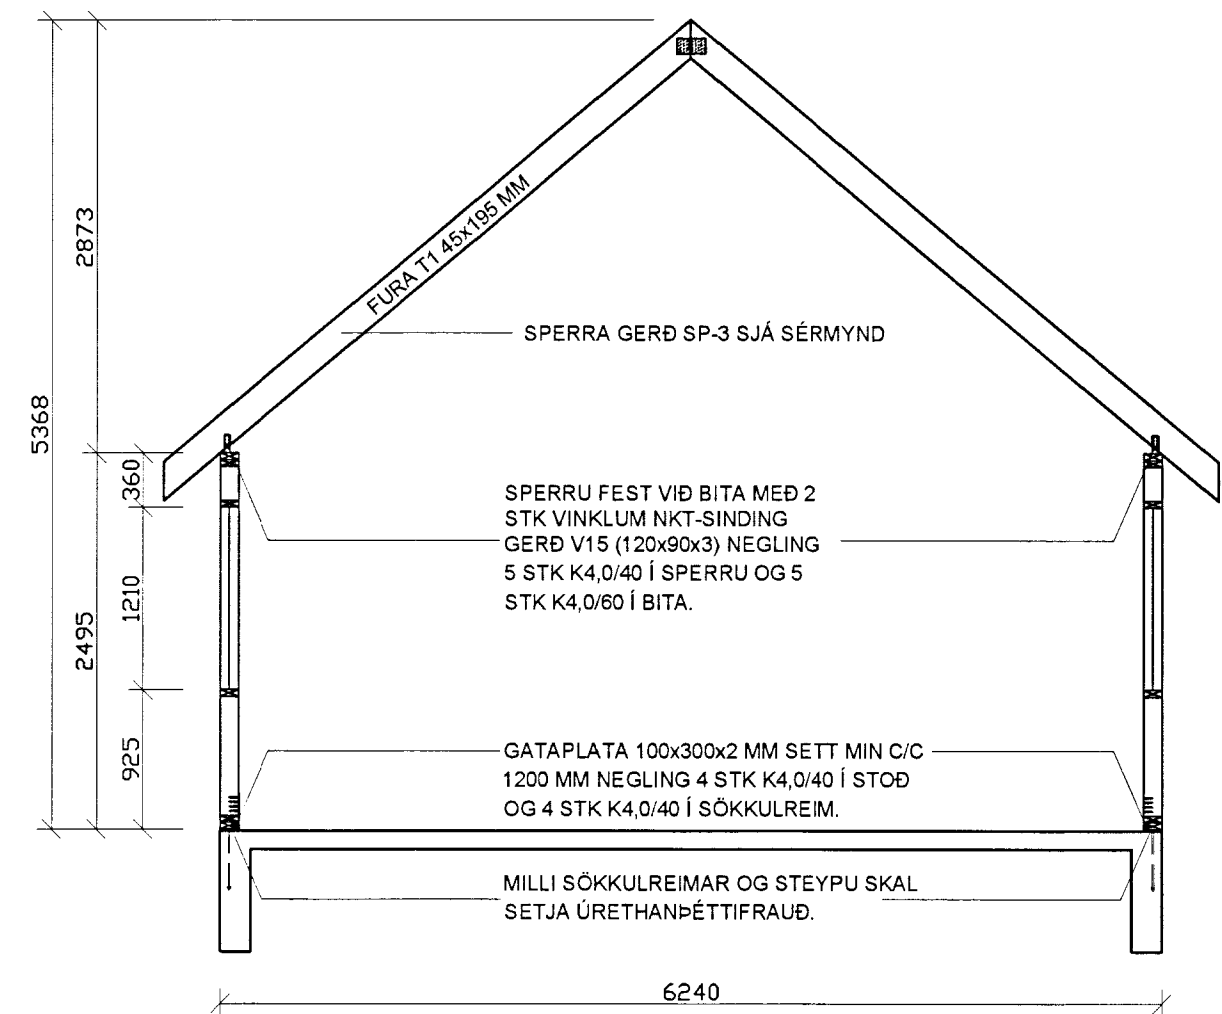 FURA T1 45x195 MM
2873
SPERRA GERÐ SP-3 SJÁ SÉRMYND
5368
360
SPERRU FEST VIÐ BITA MEÐ 2
STK VINKLUM NKT-SINDING
GERÐ V15 (120x90x3) NEGLING
5 STK K4,0/40 Í SPERRU OG 5
STK K4,0/60 Í BITA.
1210
2495
925
GATAPLATA 100x300x2 MM SETT MIN C/C
1200 MM NEGLING 4 STK K4,0/40 Í STOÐ
OG 4 STK K4,0/40 Í SÖKKULREIM.
MILLI SÖKKULREIMAR OG STEYPU SKAL
SETJA ÚRETHANÞÉTTIFRAUÐ.
6240